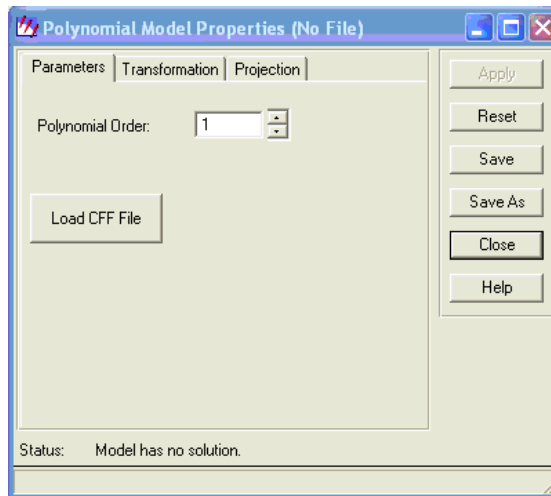 Polynomial Model Properties (No File)
Parameters Transformation Projection
Polynomial Order: 1
Load CFF File
Apply
Reset
Save
Save As
Close
Help
Status: Model has no solution.